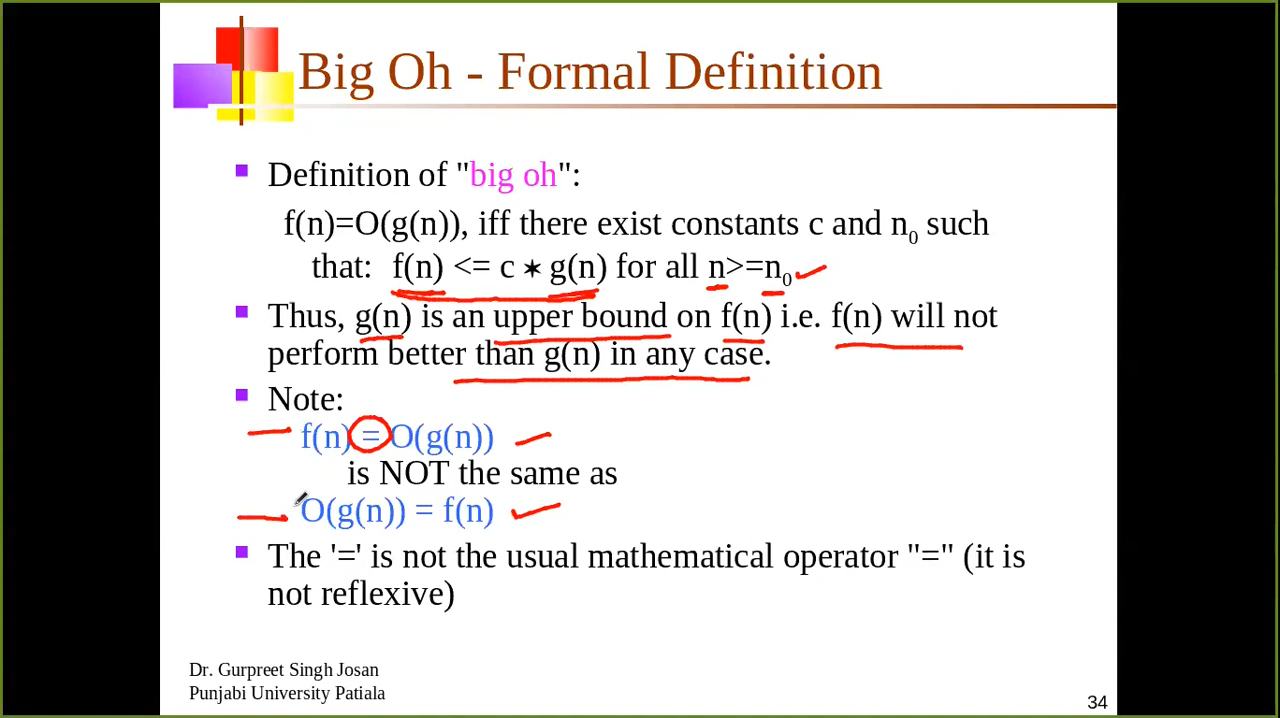 Big Oh - Formal Definition
Definition of "big oh":
f(n)=O(g(n)), iff there exist constants c and n0 such
that: f(n) <= c ∗ g(n) for all n>=n0
Thus, g(n) is an upper bound on f(n) i.e. f(n) will not
perform better than g(n) in any case.
Note:
f(n) = O(g(n))
is NOT the same as
O(g(n)) = f(n)
The '=' is not the usual mathematical operator "=" (it is
not reflexive)
Dr. Gurpreet Singh Josan
Punjabi University Patiala
34